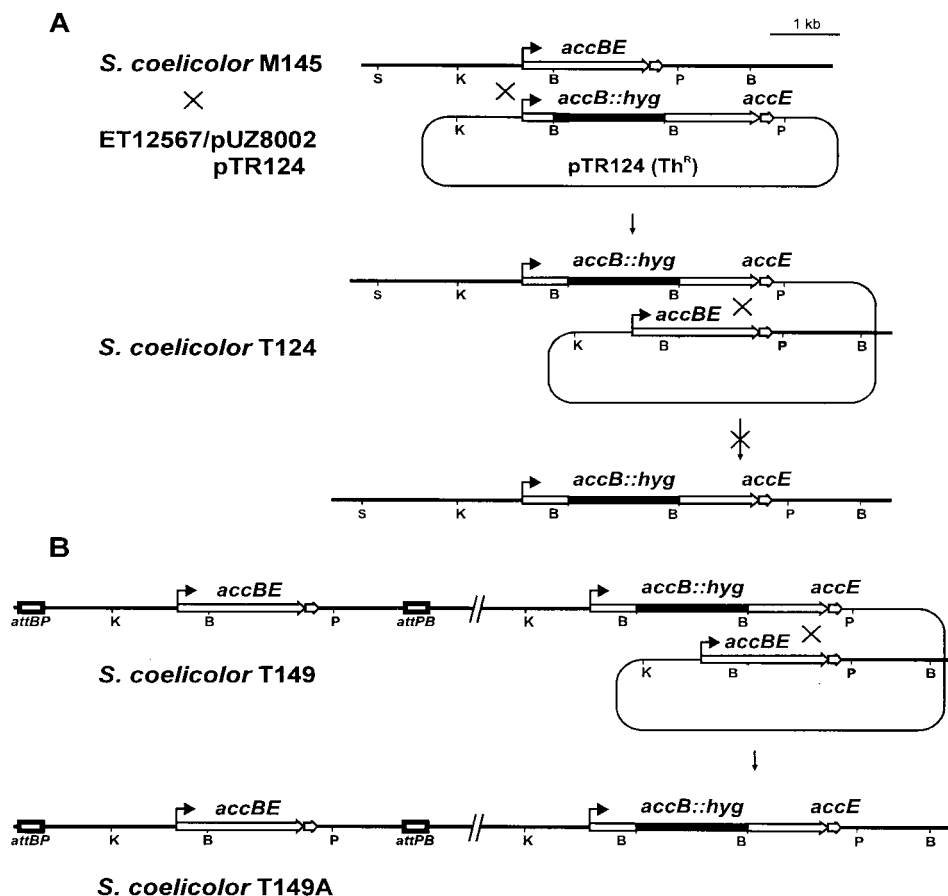 A
1 kb
S. coelicolor M145
accBE
S K B P B
ET12567/pUZ8002
pTR124
accB::hyg accE
K B B P
pTR124 (Th^R)
accB::hyg accE
S K B B P
S. coelicolor T124
accBE
K B P B
accB::hyg accE
S K B B P B
B
accBE accB::hyg accE
attBP K B P attPB K B B P
S. coelicolor T149
accBE
K B P B
accBE accB::hyg accE
attBP K B P attPB K B B P B
S. coelicolor T149A